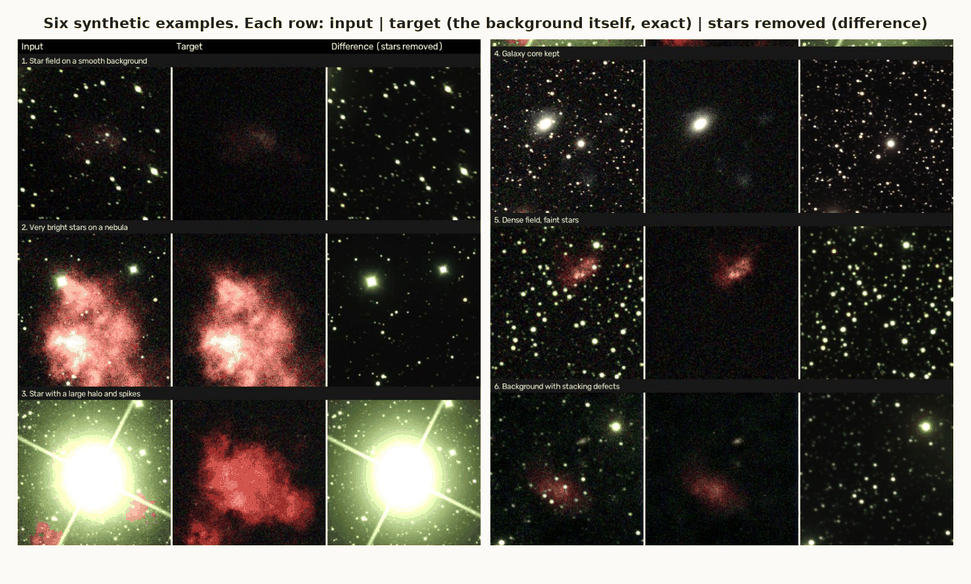 Six synthetic examples. Each row: input | target (the background itself, exact) | stars removed (difference)
Input Target Difference (stars removed)
1. Star field on a smooth background
2. Very bright stars on a nebula
3. Star with a large halo and spikes
4. Galaxy core kept
5. Dense field, faint stars
6. Background with stacking defects